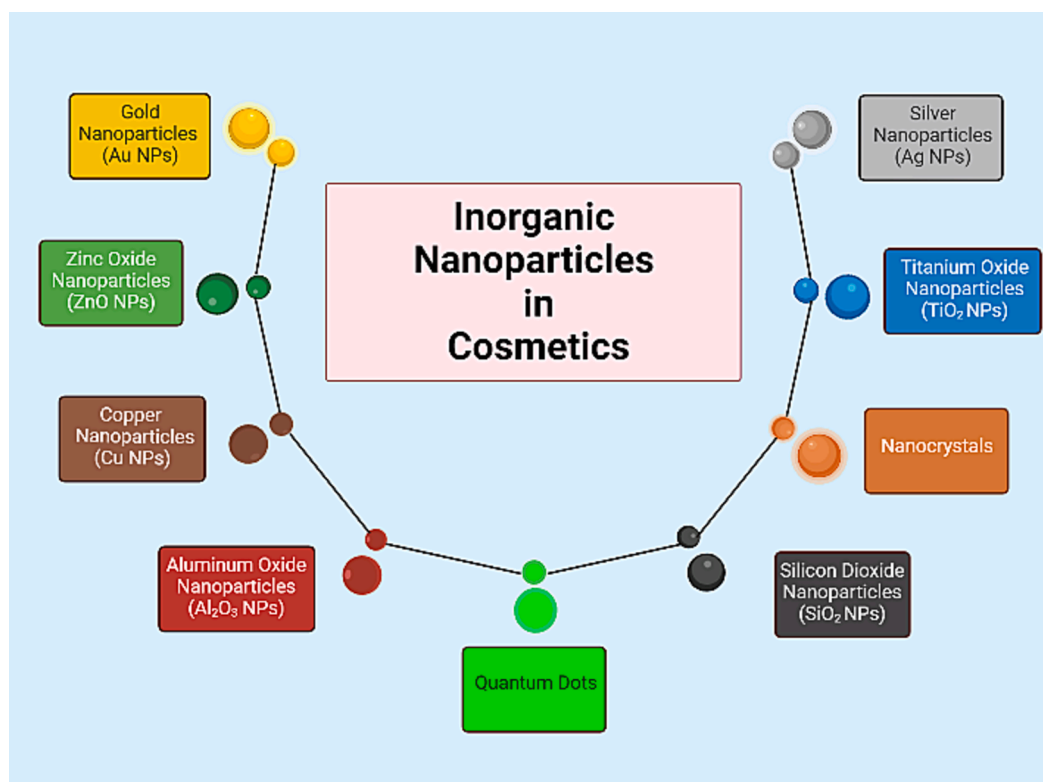 Inorganic
Nanoparticles
in
Cosmetics
Gold
Nanoparticles
(Au NPs)
Zinc Oxide
Nanoparticles
(ZnO NPs)
Copper
Nanoparticles
(Cu NPs)
Aluminum Oxide
Nanoparticles
(Al₂O₃ NPs)
Quantum Dots
Silicon Dioxide
Nanoparticles
(SiO₂ NPs)
Nanocrystals
Titanium Oxide
Nanoparticles
(TiO₂ NPs)
Silver
Nanoparticles
(Ag NPs)